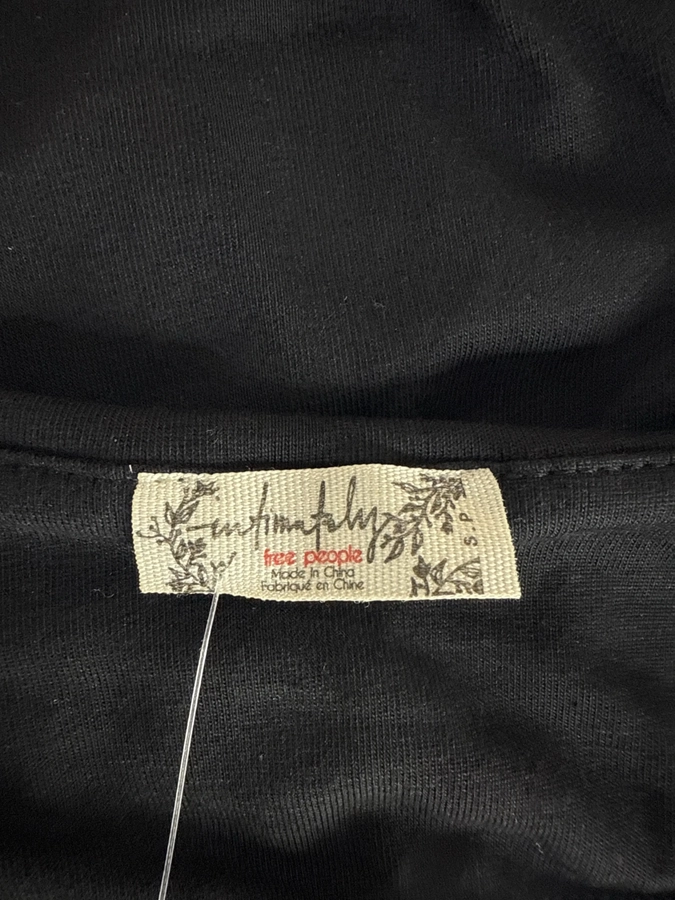 intimately
free people
Made in China
Fabriqué en Chine
S P